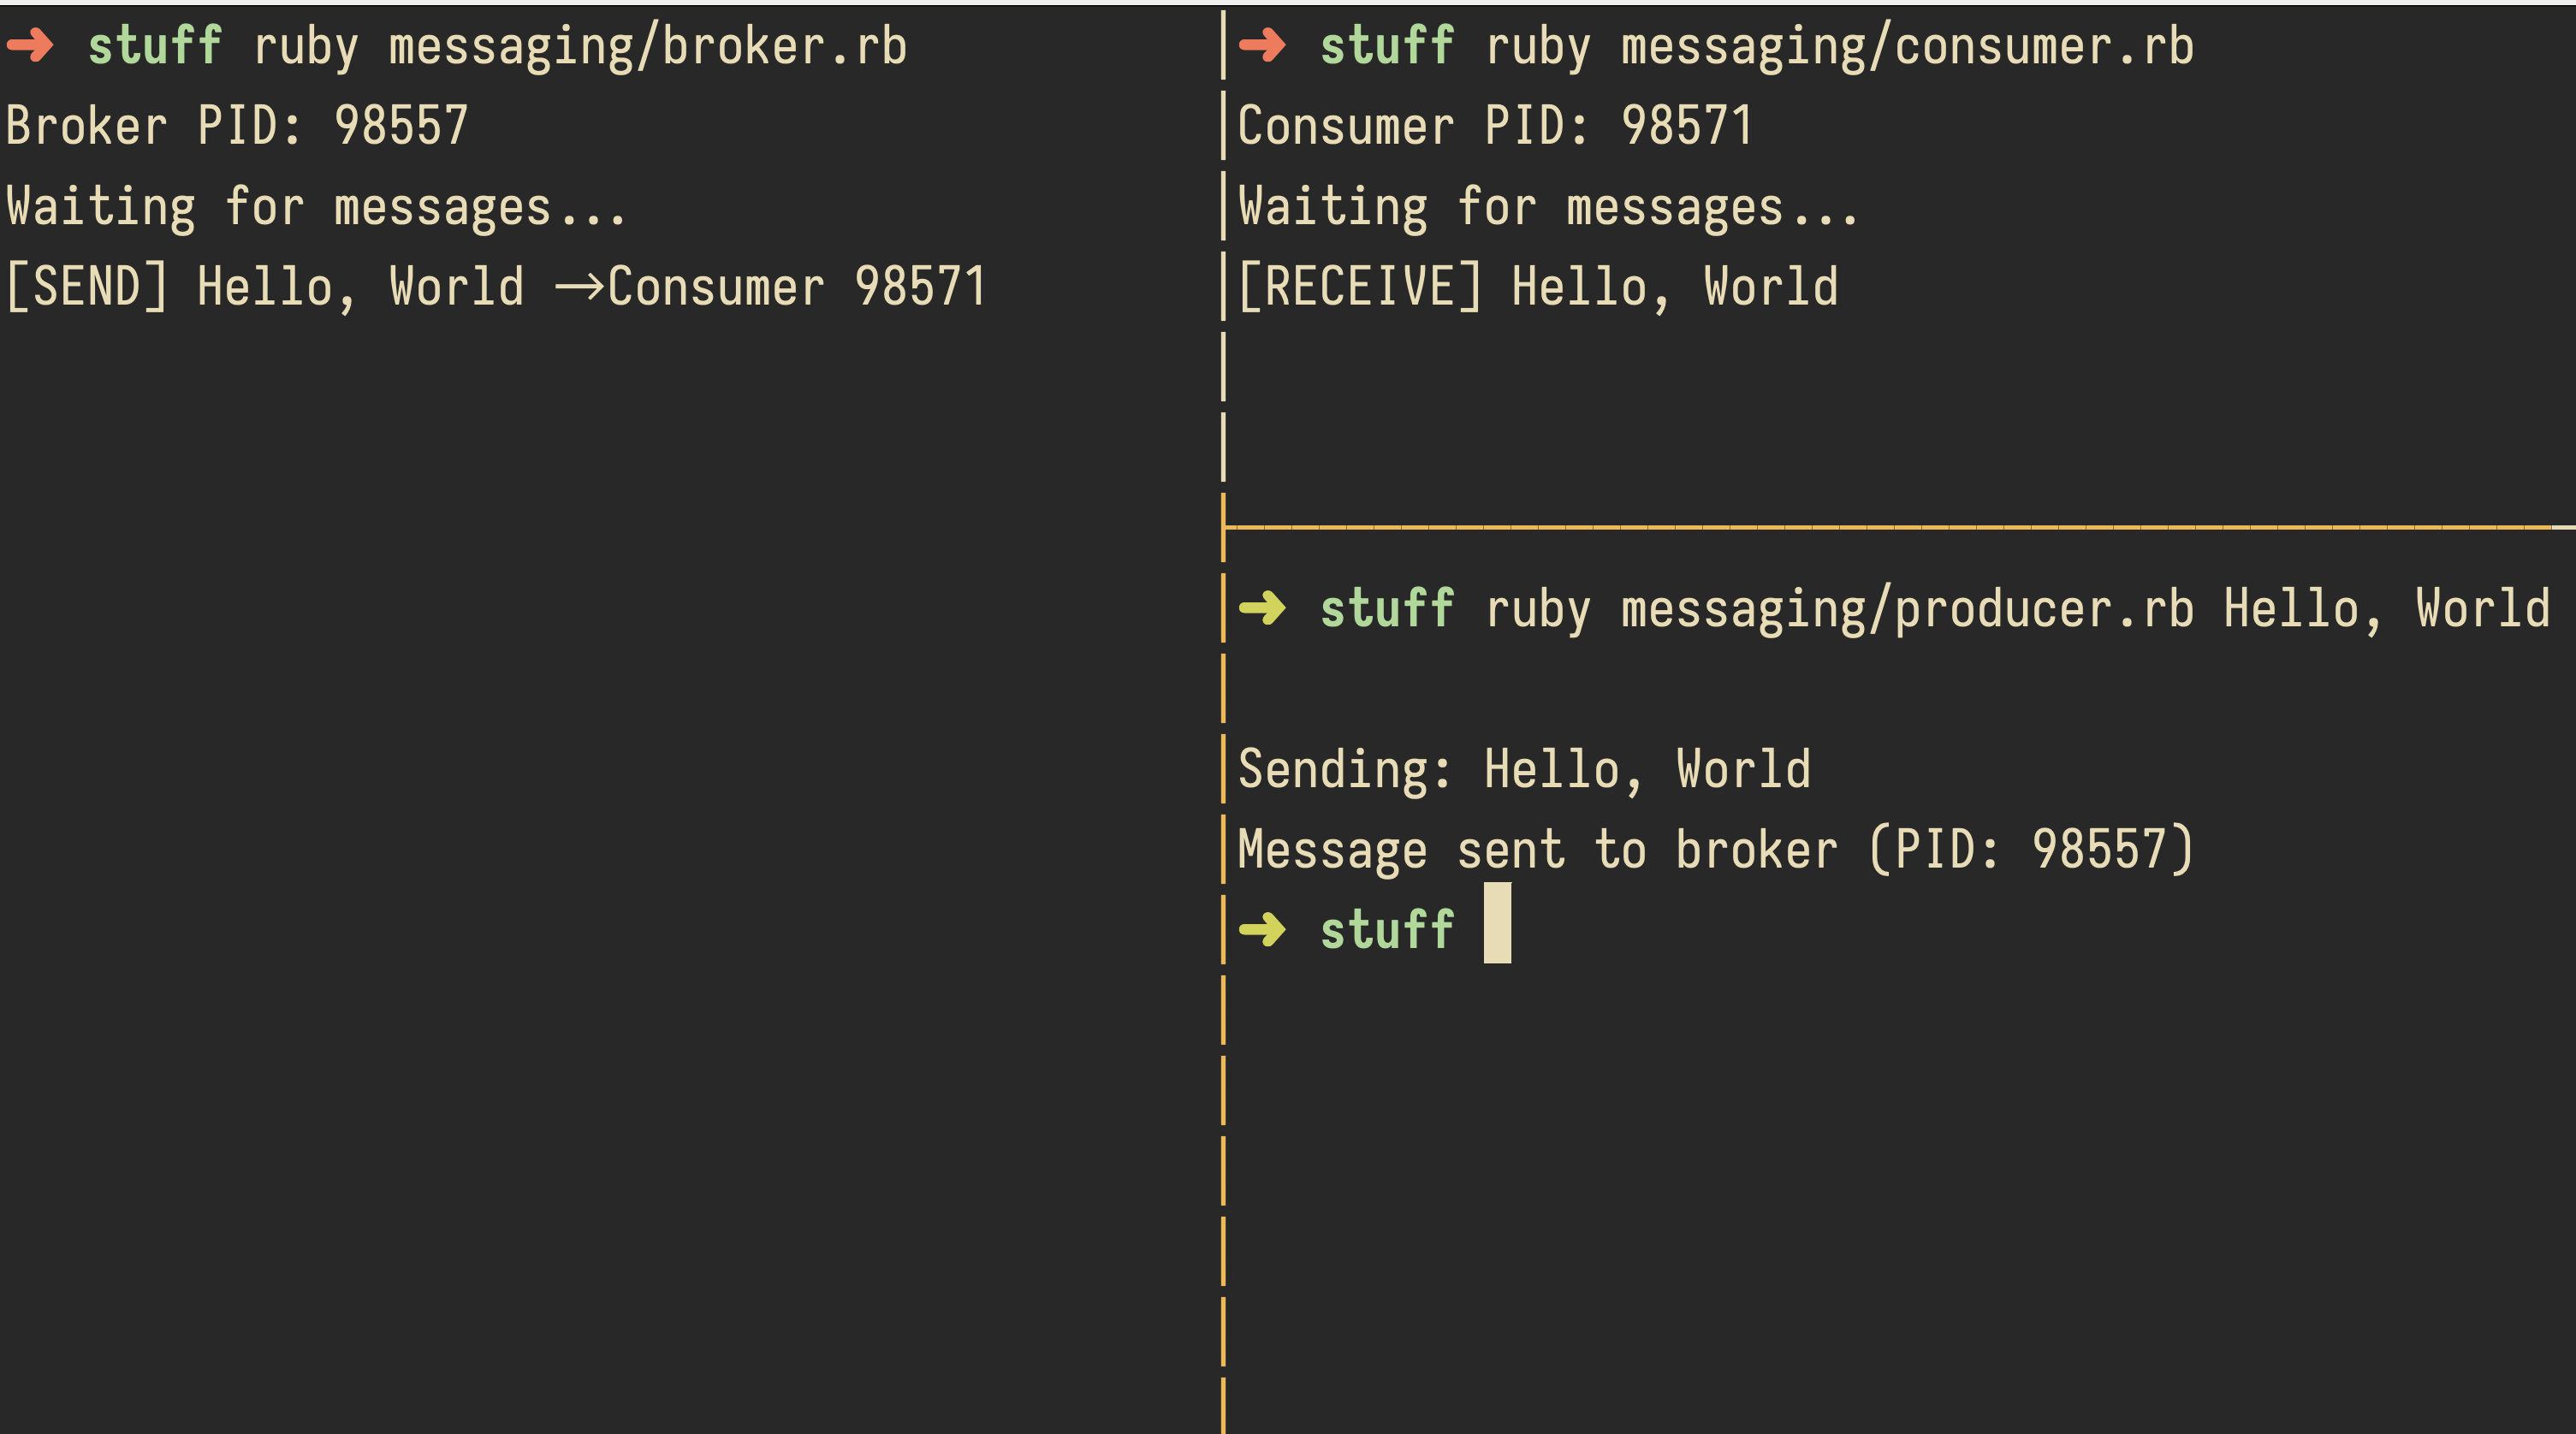 ➜ stuff ruby messaging/broker.rb
Broker PID: 98557
Waiting for messages...
[SEND] Hello, World →Consumer 98571
➜ stuff ruby messaging/consumer.rb
Consumer PID: 98571
Waiting for messages...
[RECEIVE] Hello, World
➜ stuff ruby messaging/producer.rb Hello, World
Sending: Hello, World
Message sent to broker (PID: 98557)
➜ stuff